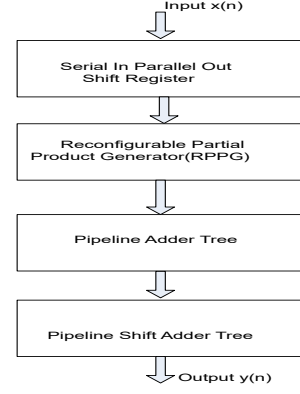 Input x(n)
Serial In Parallel Out
Shift Register
Reconfigurable Partial
Product Generator(RPPG)
Pipeline Adder Tree
Pipeline Shift Adder Tree
Output y(n)